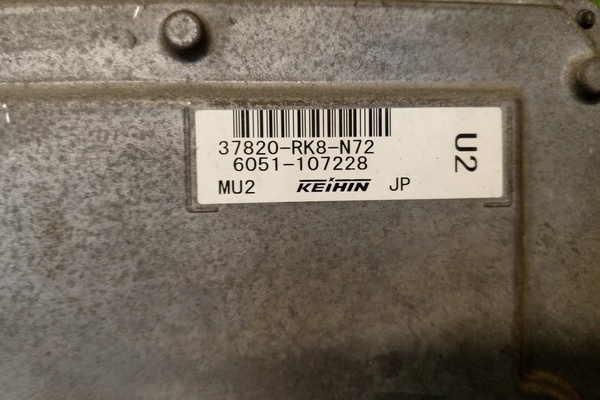 37820-RK8-N72
6051-107228
MU2 KEIHIN JP
U2